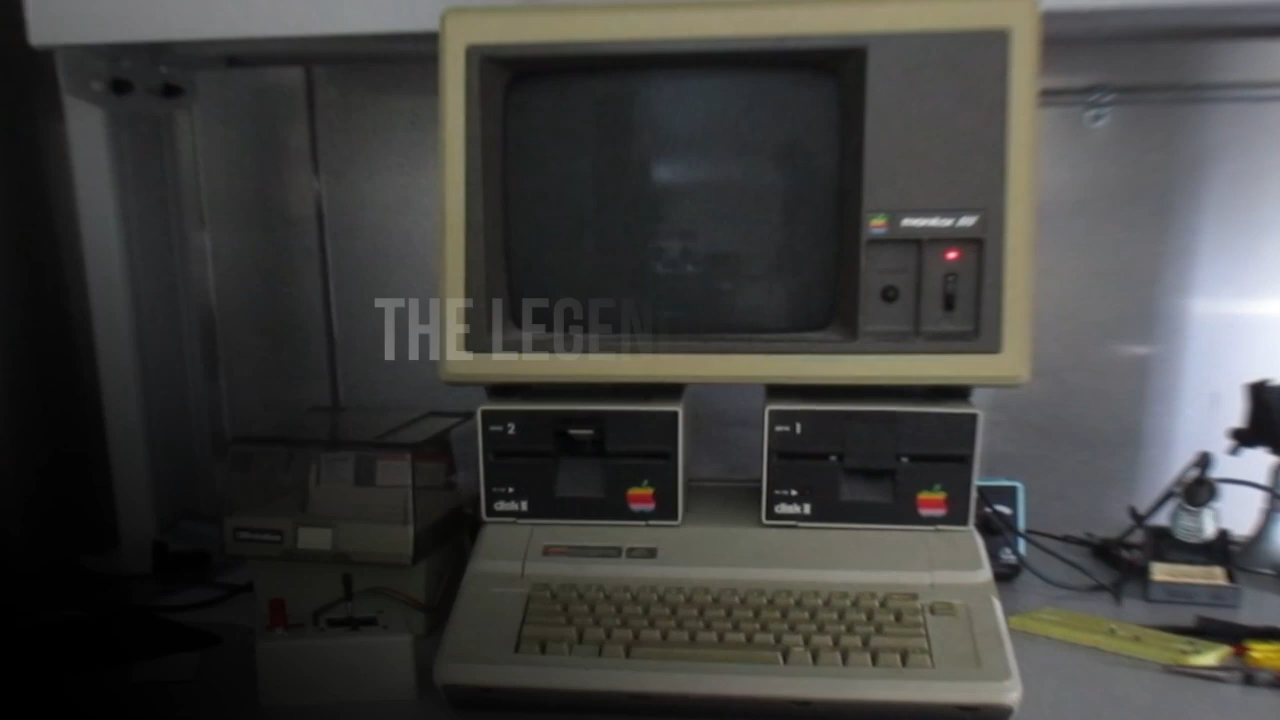 monitor ///
THE LEGEN
2
1
disk II
disk II